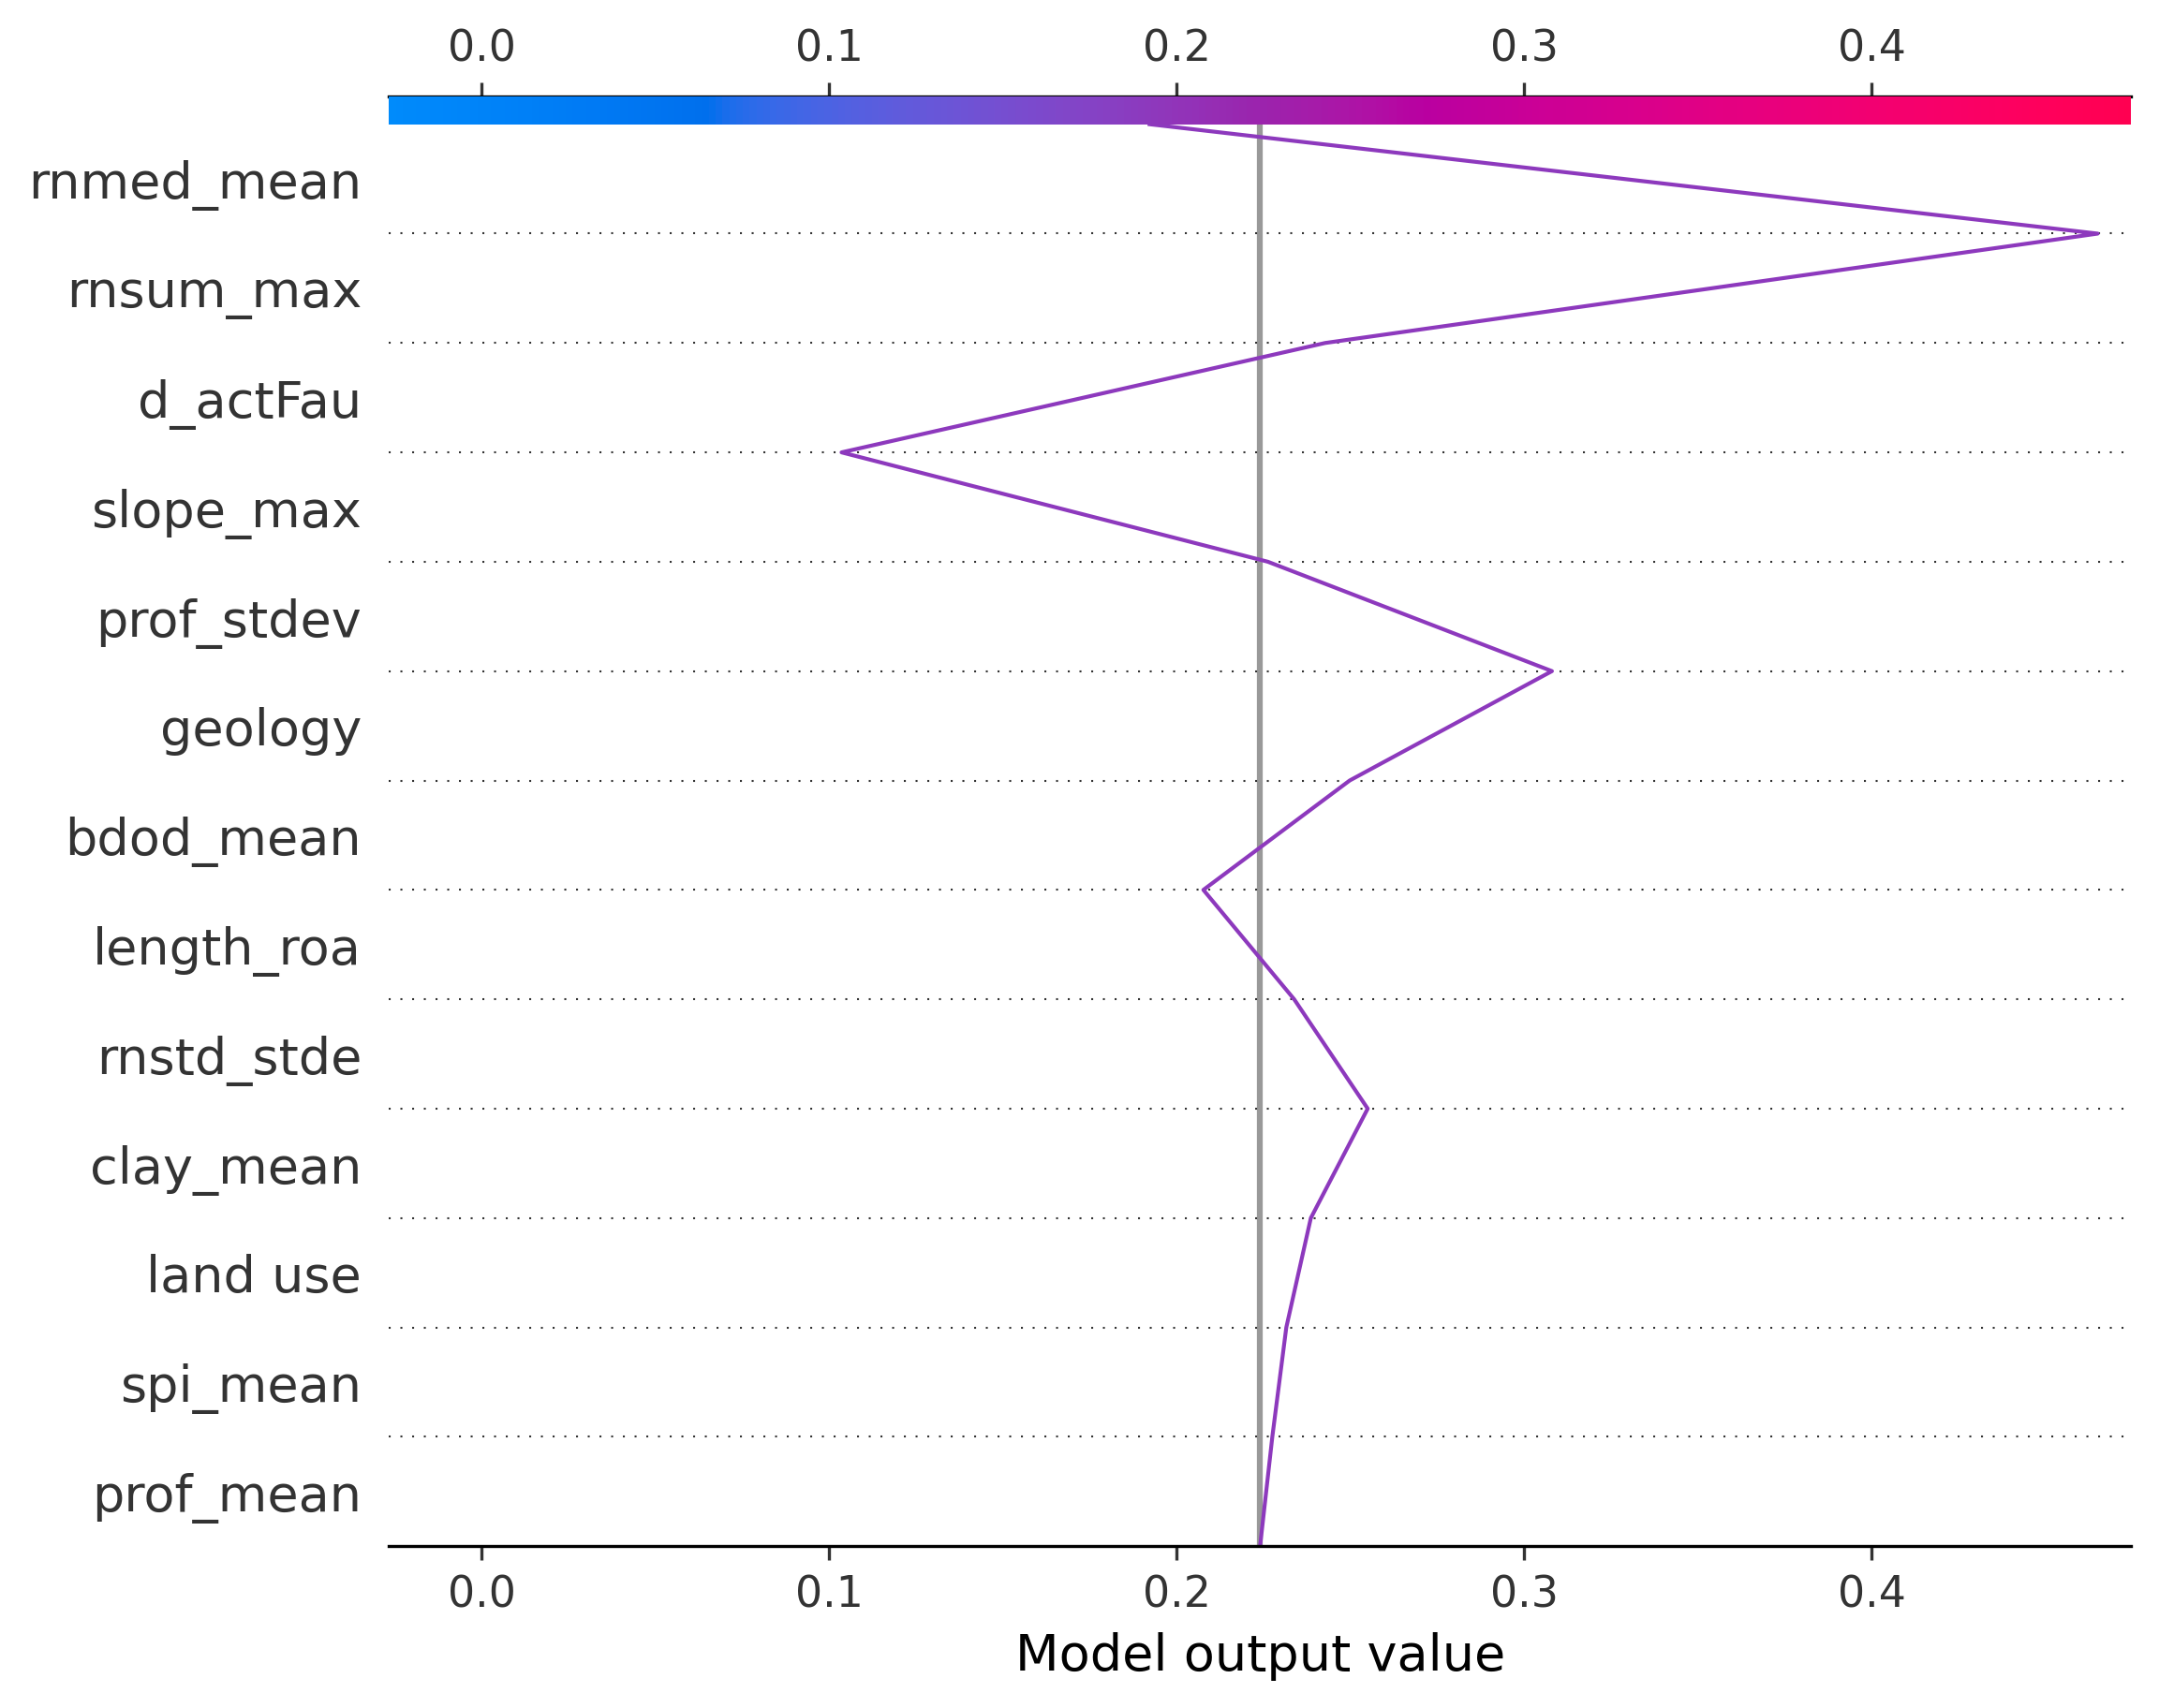 0.0 0.1 0.2 0.3 0.4
rnmed_mean
rnsum_max
d_actFau
slope_max
prof_stdev
geology
bdod_mean
length_roa
rnstd_stde
clay_mean
land use
spi_mean
prof_mean
0.0 0.1 0.2 0.3 0.4
Model output value